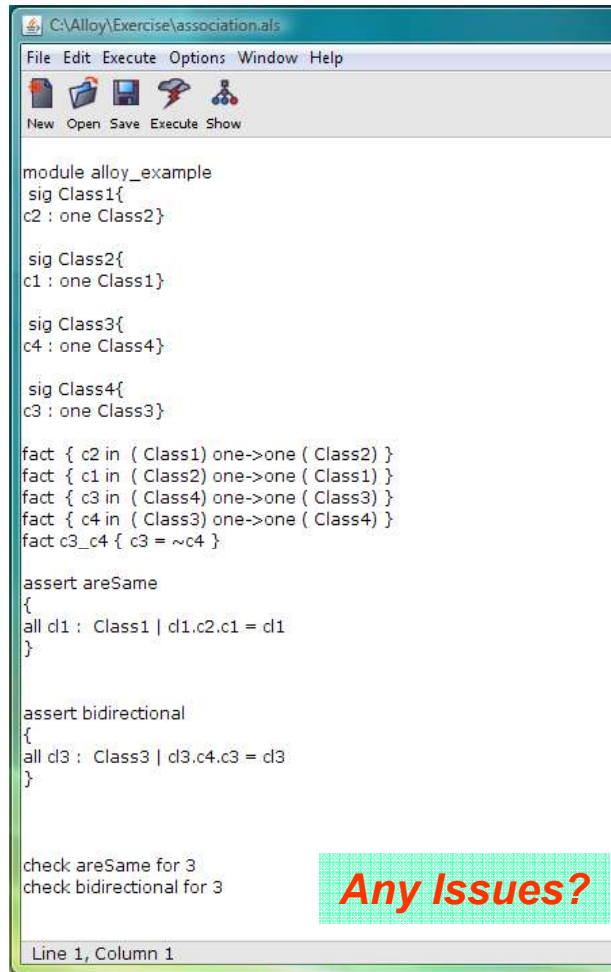 C:\Alloy\Exercise\association.als
File Edit Execute Options Window Help
New Open Save Execute Show
module alloy_example
sig Class1{
c2 : one Class2}
sig Class2{
c1 : one Class1}
sig Class3{
c4 : one Class4}
sig Class4{
c3 : one Class3}
fact { c2 in ( Class1) one->one ( Class2) }
fact { c1 in ( Class2) one->one ( Class1) }
fact { c3 in ( Class4) one->one ( Class3) }
fact { c4 in ( Class3) one->one ( Class4) }
fact c3_c4 { c3 = ~c4 }
assert areSame
{
all cl1 : Class1 | cl1.c2.c1 = cl1
}
assert bidirectional
{
all cl3 : Class3 | cl3.c4.c3 = cl3
}
check areSame for 3
check bidirectional for 3
Any Issues?
Line 1, Column 1